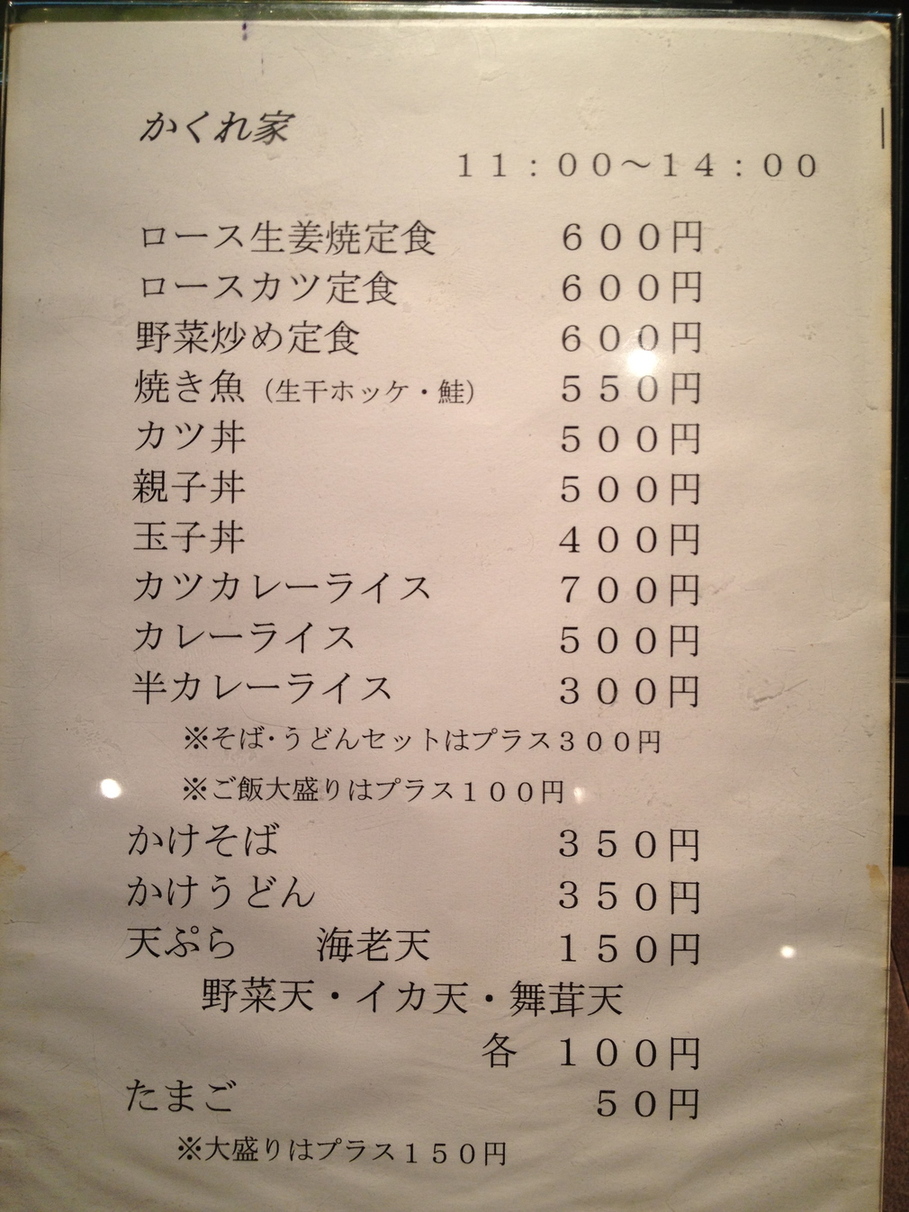 かくれ家
11:00～14:00
ロース生姜焼定食 600円
ロースカツ定食 600円
野菜炒め定食 600円
焼き魚（生干ホッケ・鮭） 550円
カツ丼 500円
親子丼 500円
玉子丼 400円
カツカレーライス 700円
カレーライス 500円
半カレーライス 300円
※そば・うどんセットはプラス300円
※ご飯大盛りはプラス100円
かけそば 350円
かけうどん 350円
天ぷら 海老天 150円
野菜天・イカ天・舞茸天
各 100円
たまご 50円
※大盛りはプラス150円